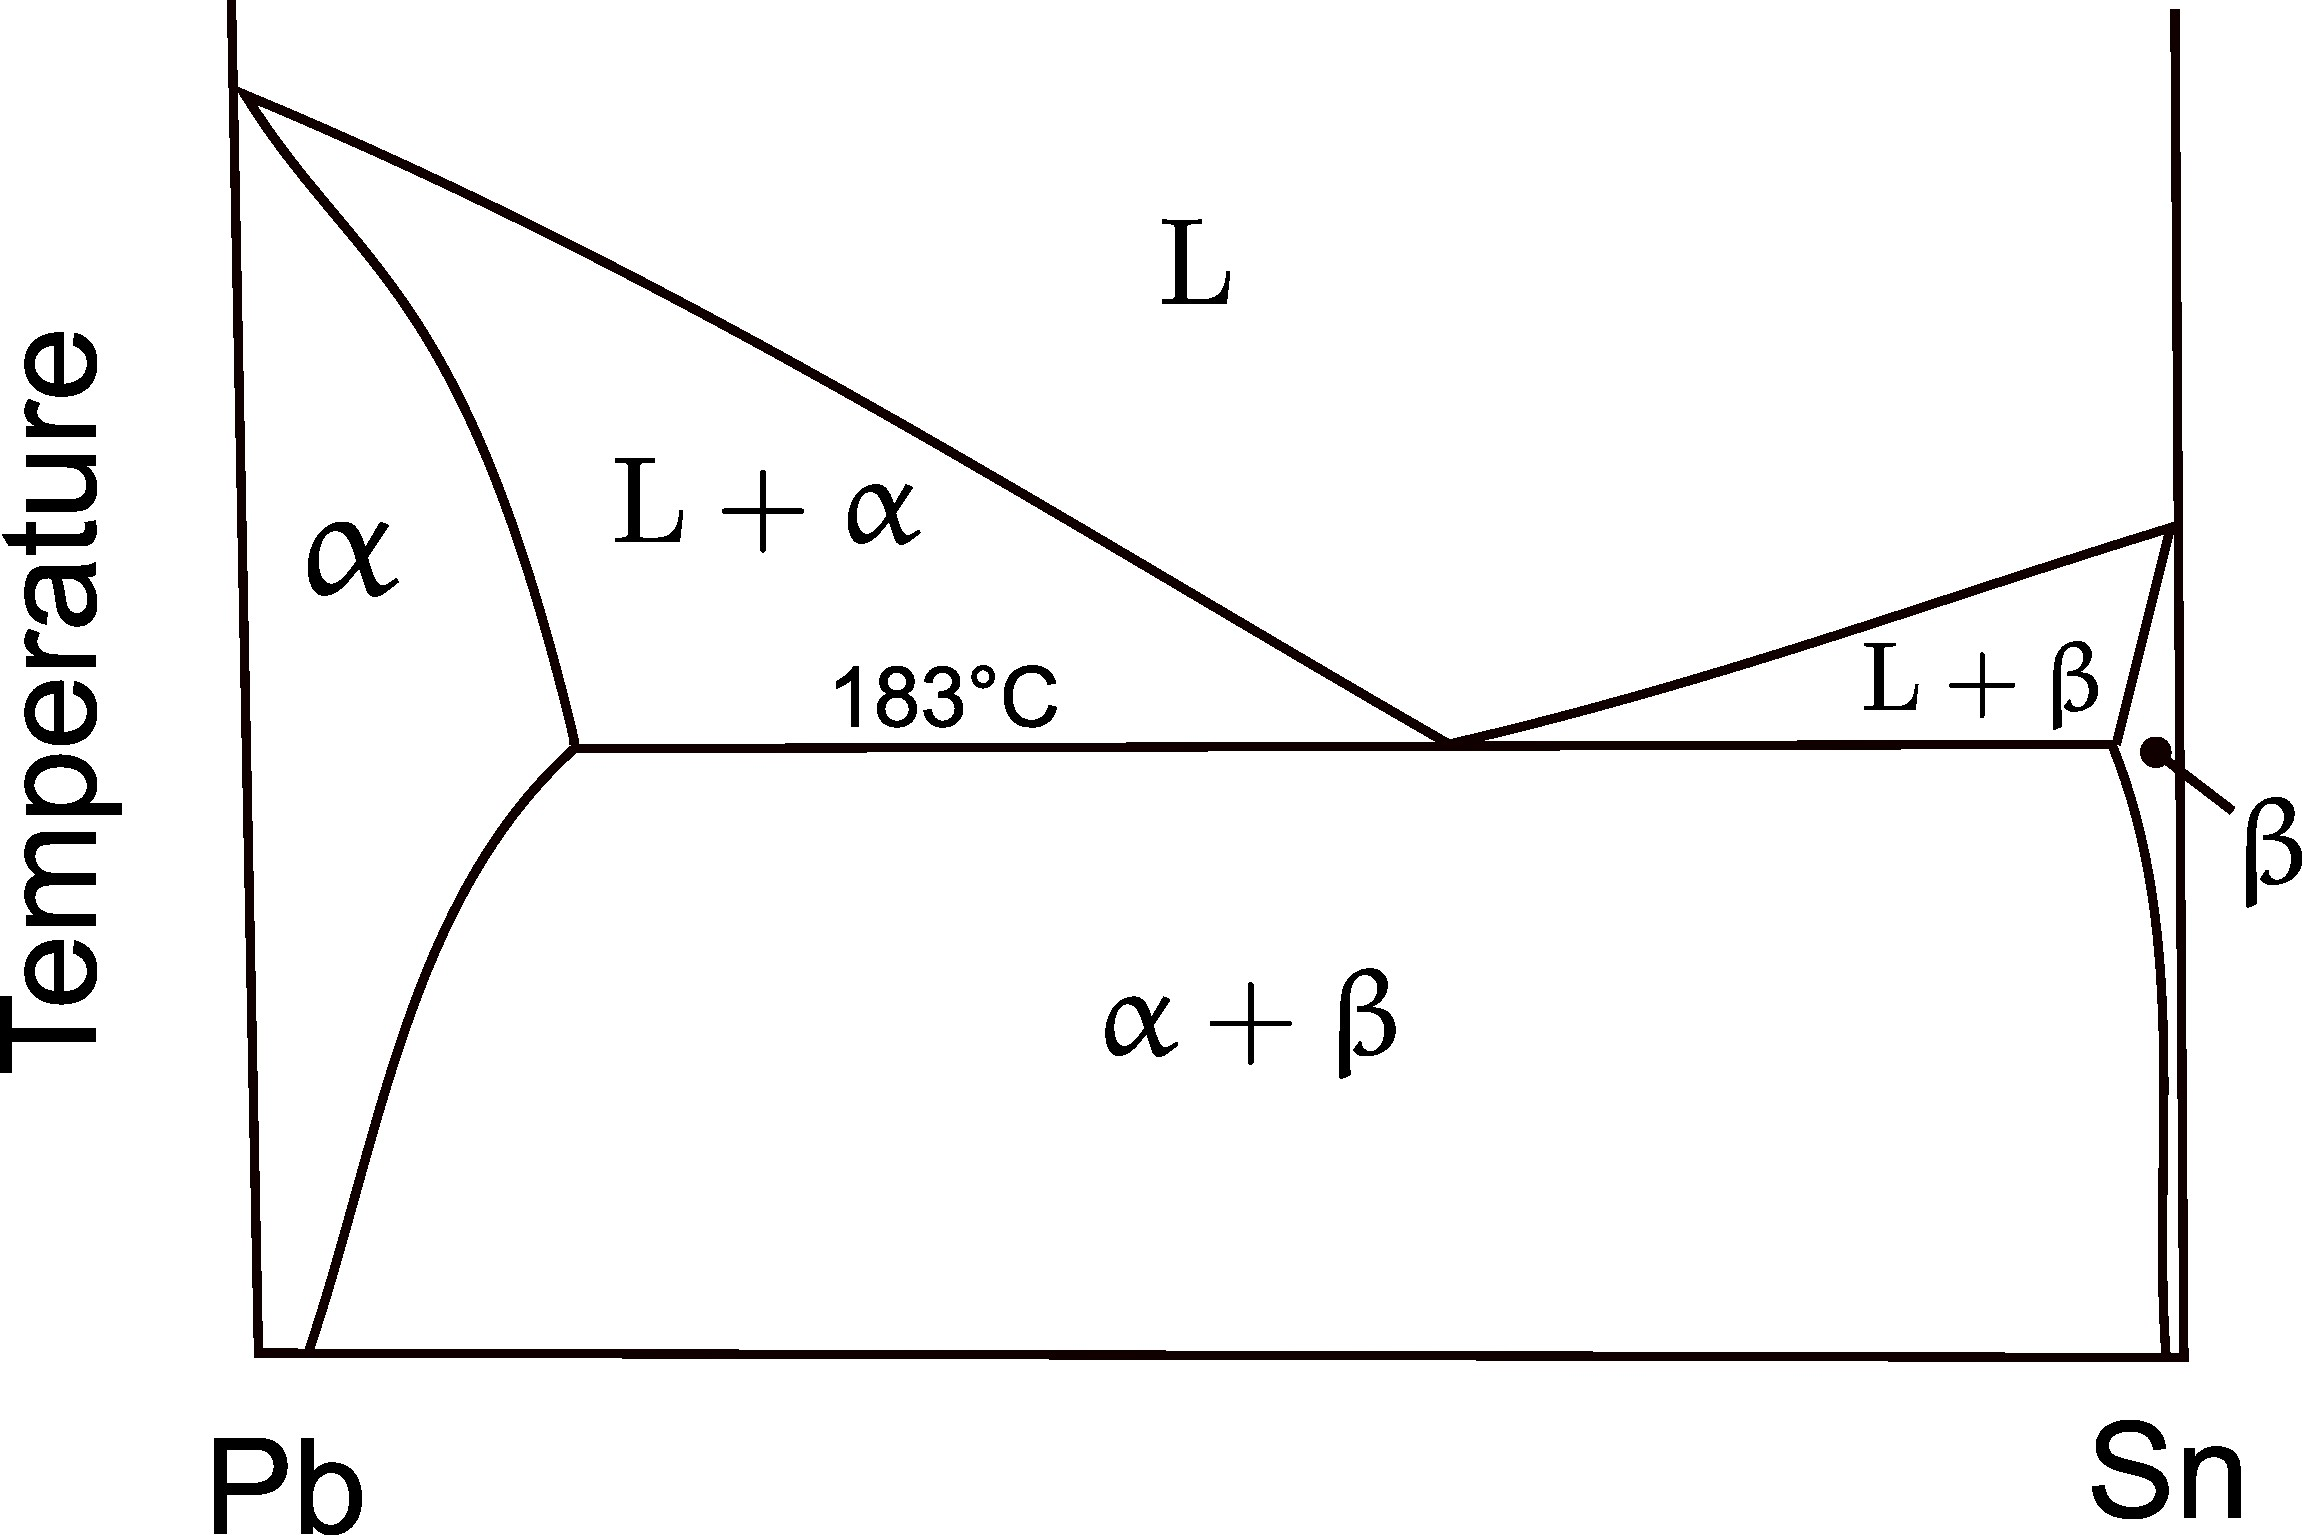 L
L + α
α
L + β
183°C
β
α + β
Temperature
Pb
Sn